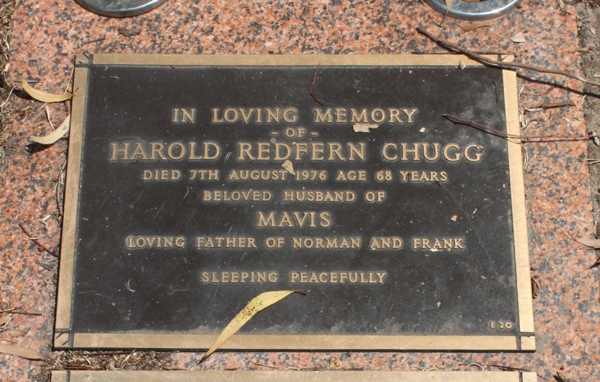 IN LOVING MEMORY
- OF -
HAROLD REDFERN CHUGG
DIED 7TH AUGUST 1976 AGE 68 YEARS
BELOVED HUSBAND OF
MAVIS
LOVING FATHER OF NORMAN AND FRANK
SLEEPING PEACEFULLY
E 20